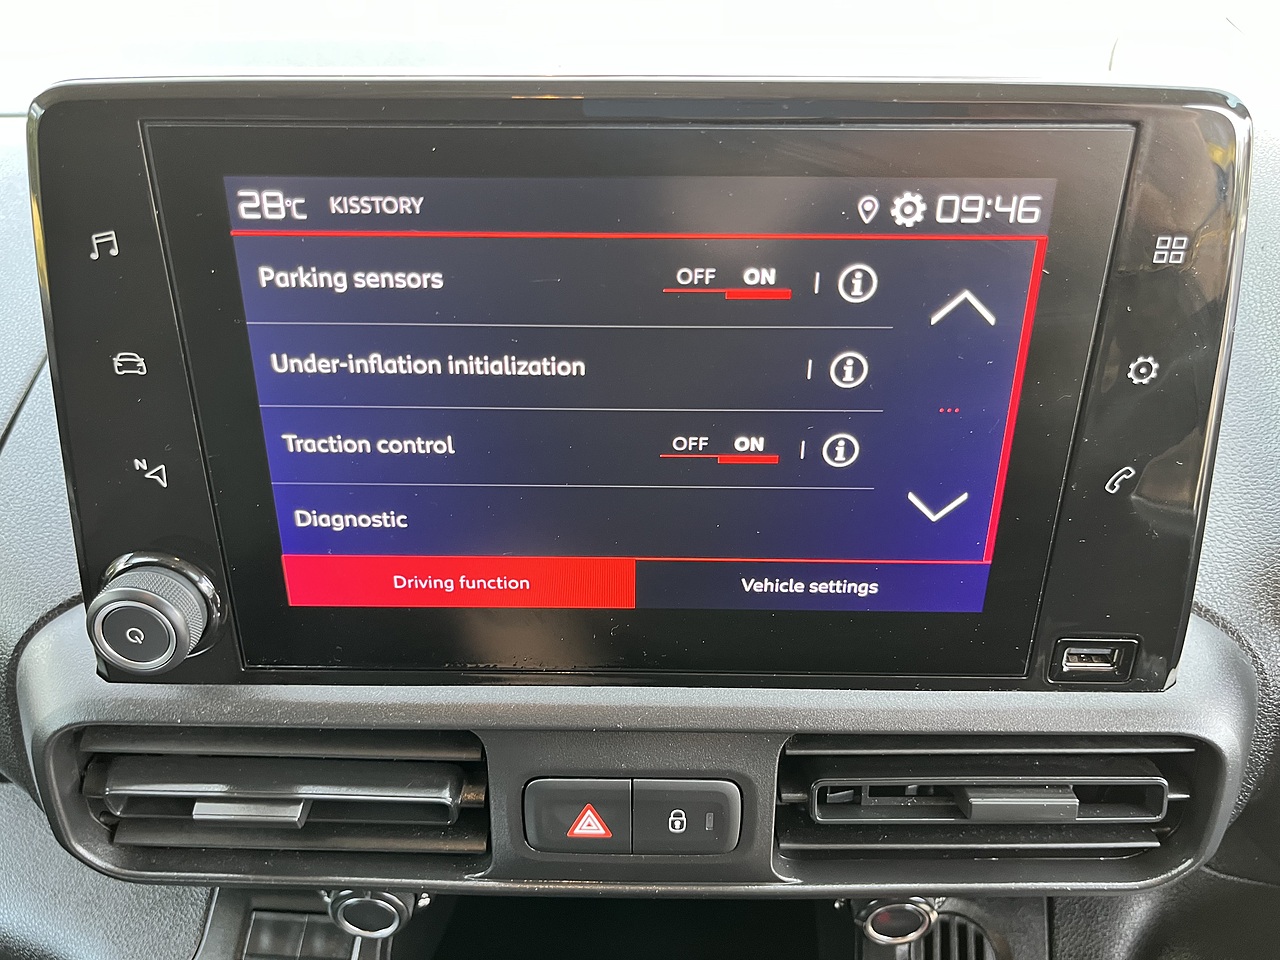 28°C KISSTORY 09:46
Parking sensors OFF ON
Under-inflation initialization
Traction control OFF ON
Diagnostic
Driving function Vehicle settings
N